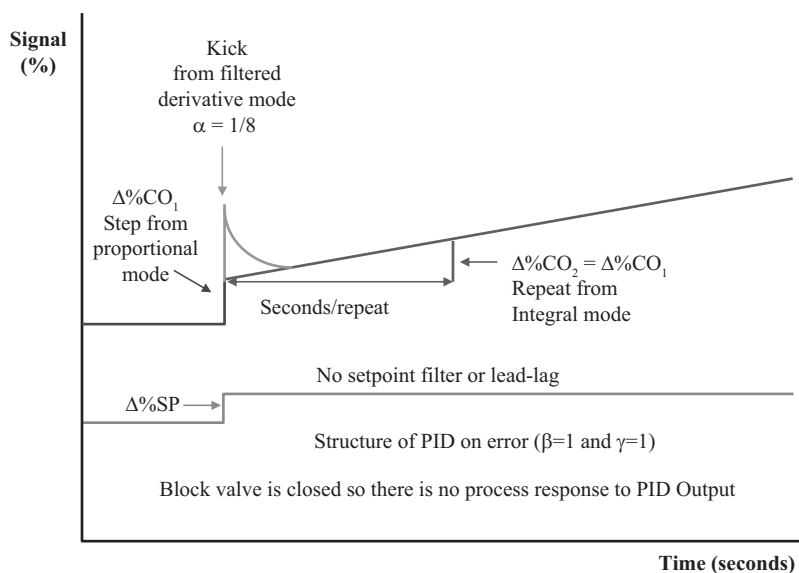 Signal
(%)
Kick
from filtered
derivative mode
α = 1/8
Δ%CO₁
Step from
proportional
mode
Δ%CO₂ = Δ%CO₁
Repeat from
Integral mode
Seconds/repeat
No setpoint filter or lead-lag
Δ%SP
Structure of PID on error (β=1 and γ=1)
Block valve is closed so there is no process response to PID Output
Time (seconds)